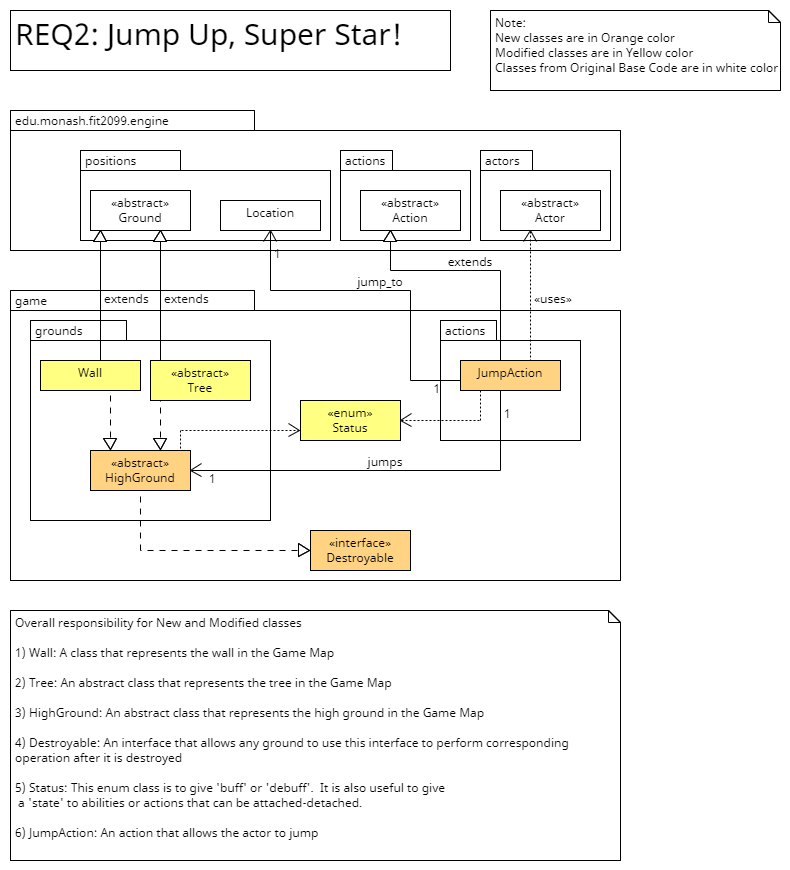 REQ2: Jump Up, Super Star!
Note:
New classes are in Orange color
Modified classes are in Yellow color
Classes from Original Base Code are in white color
edu.monash.fit2099.engine
positions
actions
actors
«abstract»
Ground
Location
«abstract»
Action
«abstract»
Actor
1
extends
jump_to
game
extends
extends
«uses»
grounds
actions
Wall
«abstract»
Tree
JumpAction
1
«enum»
Status
1
«abstract»
HighGround
jumps
1
«interface»
Destroyable
Overall responsibility for New and Modified classes
1) Wall: A class that represents the wall in the Game Map
2) Tree: An abstract class that represents the tree in the Game Map
3) HighGround: An abstract class that represents the high ground in the Game Map
4) Destroyable: An interface that allows any ground to use this interface to perform corresponding
operation after it is destroyed
5) Status: This enum class is to give 'buff' or 'debuff'. It is also useful to give
a 'state' to abilities or actions that can be attached-detached.
6) JumpAction: An action that allows the actor to jump